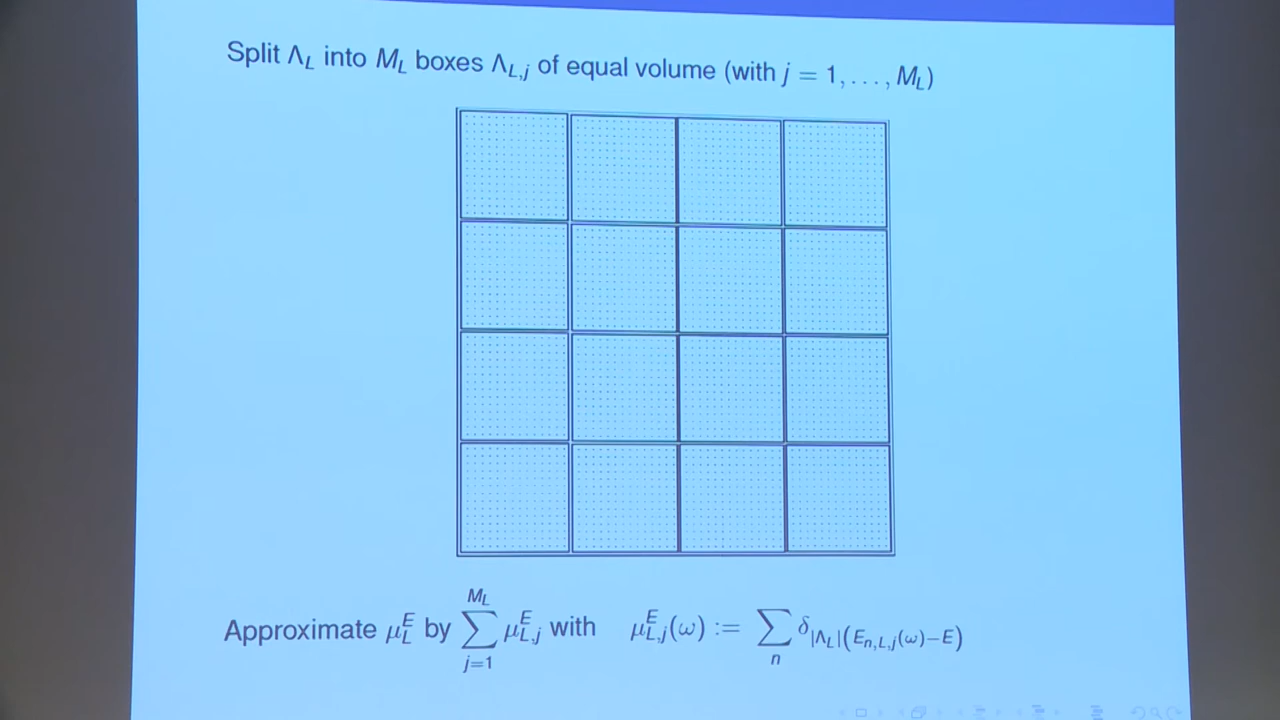 Split Λ_L into M_L boxes Λ_{L,j} of equal volume (with j = 1, . . . , M_L)
Approximate μ_L^E by ∑_{j=1}^{M_L} μ_{L,j}^E with μ_{L,j}^E(ω) := ∑_n δ_{|Λ_L|(E_{n,L,j}(ω)−E)}